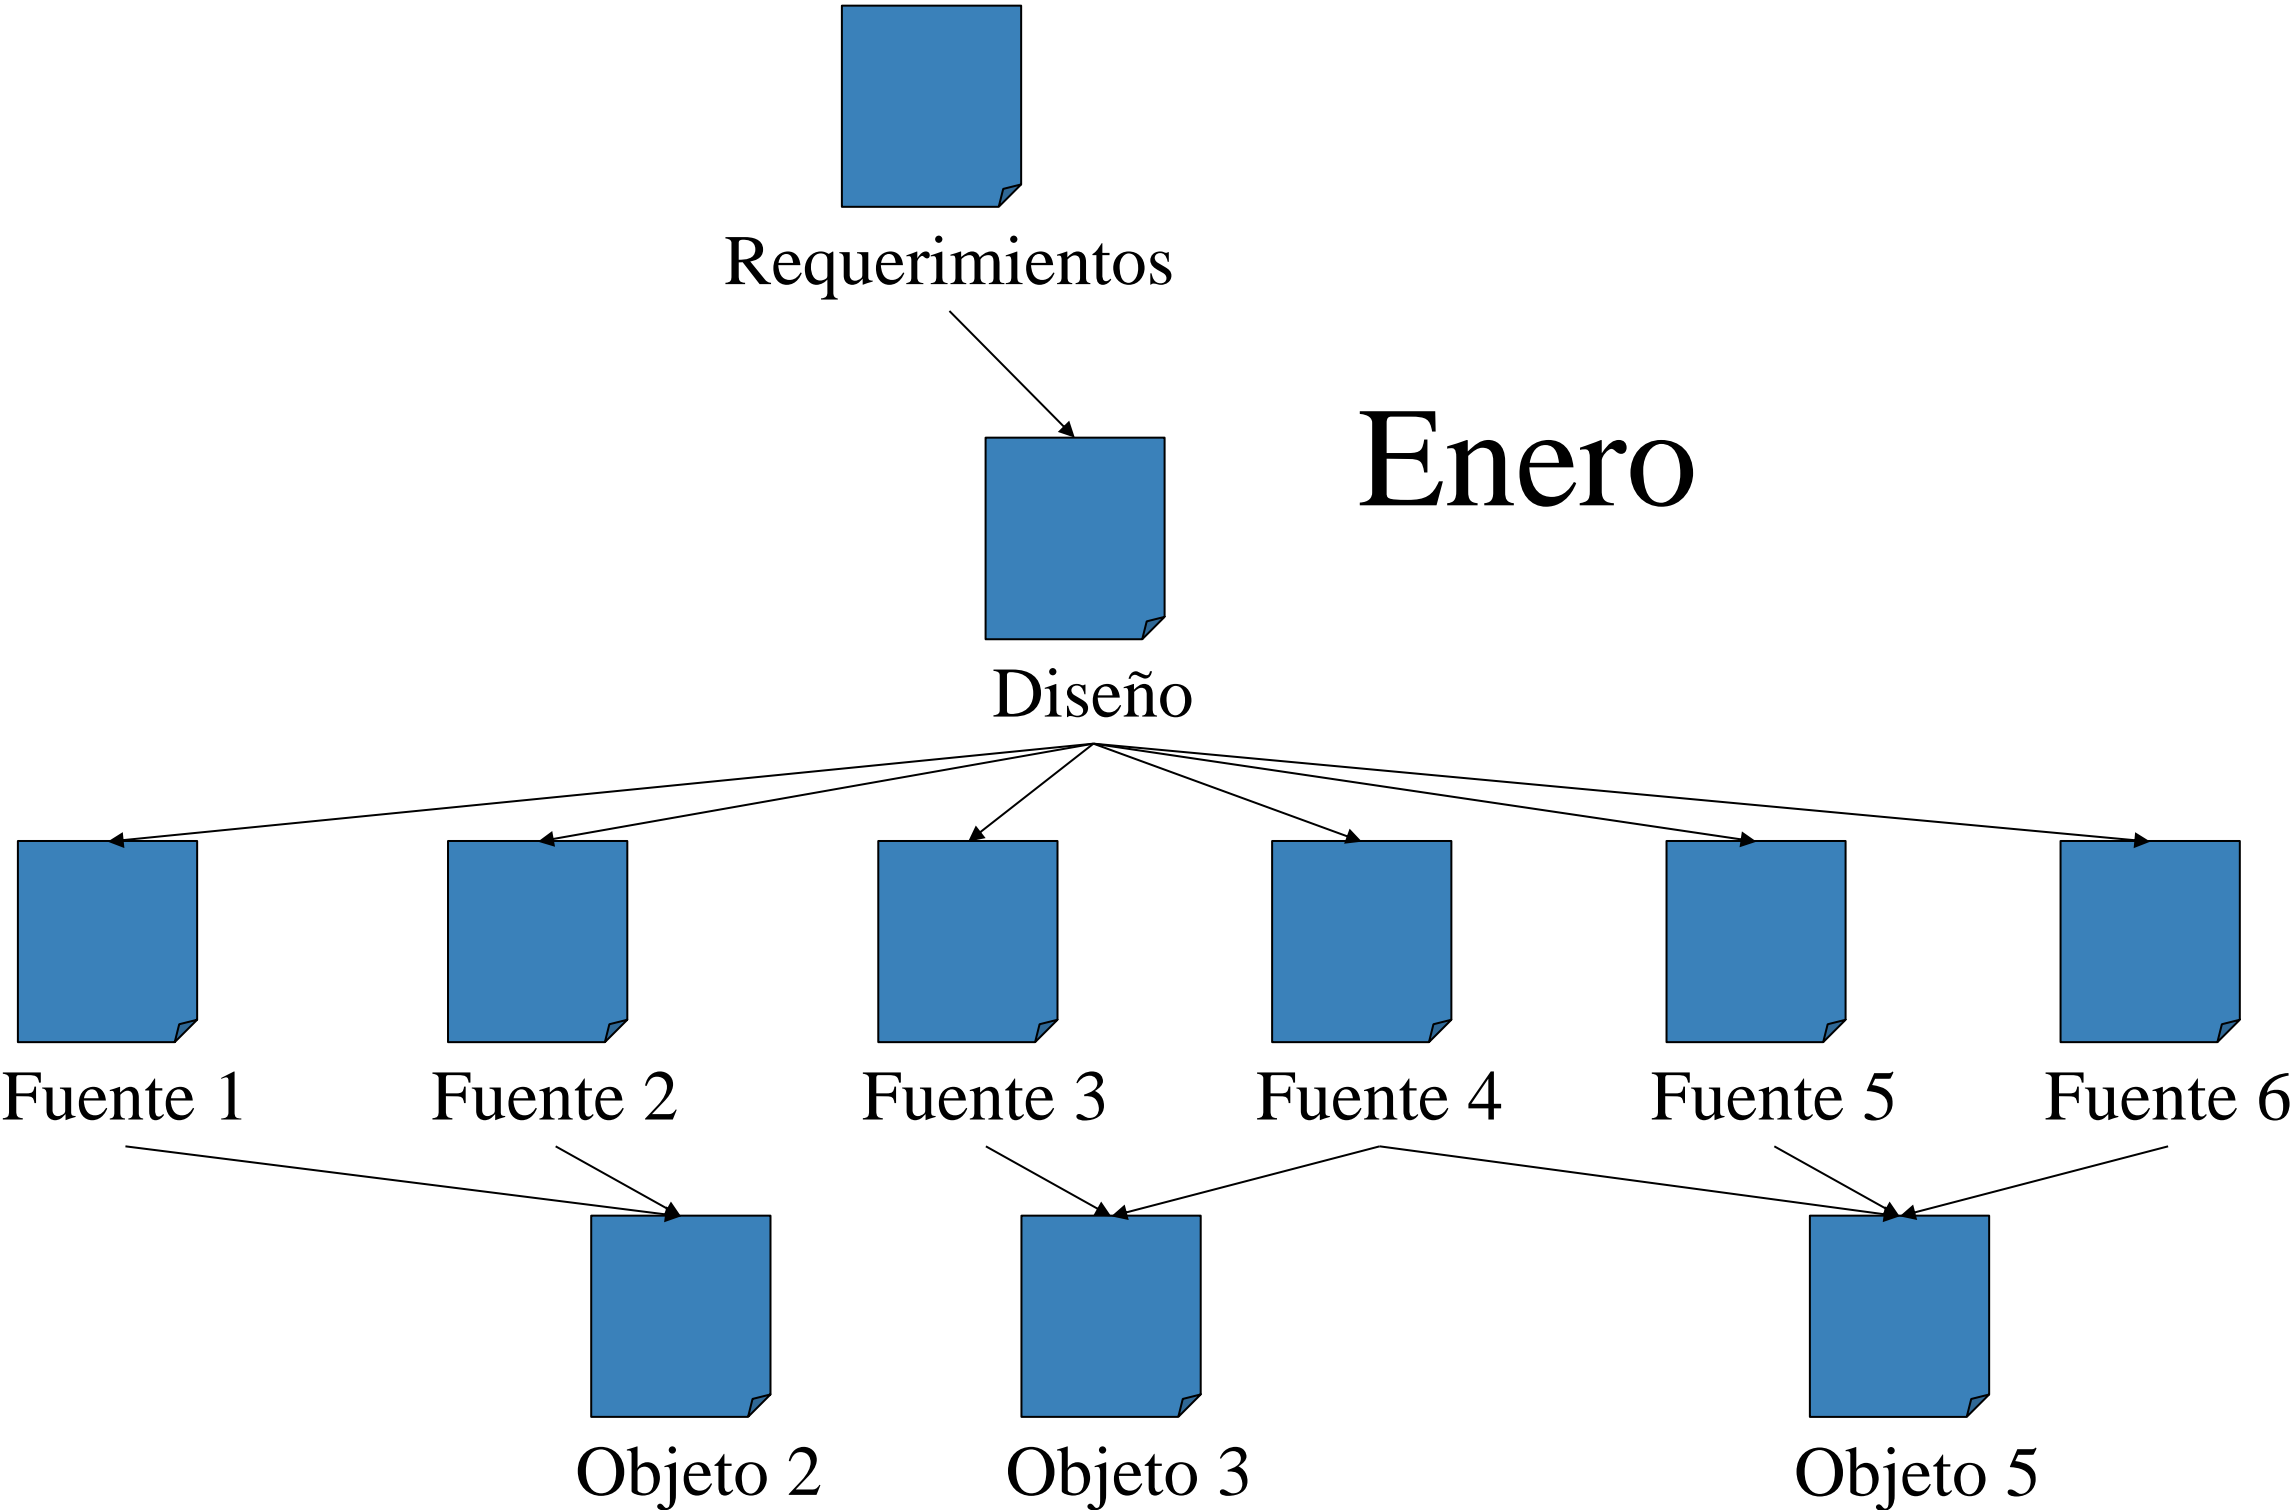 Requerimientos
Enero
Diseño
Fuente 1
Fuente 2
Fuente 3
Fuente 4
Fuente 5
Fuente 6
Objeto 2
Objeto 3
Objeto 5